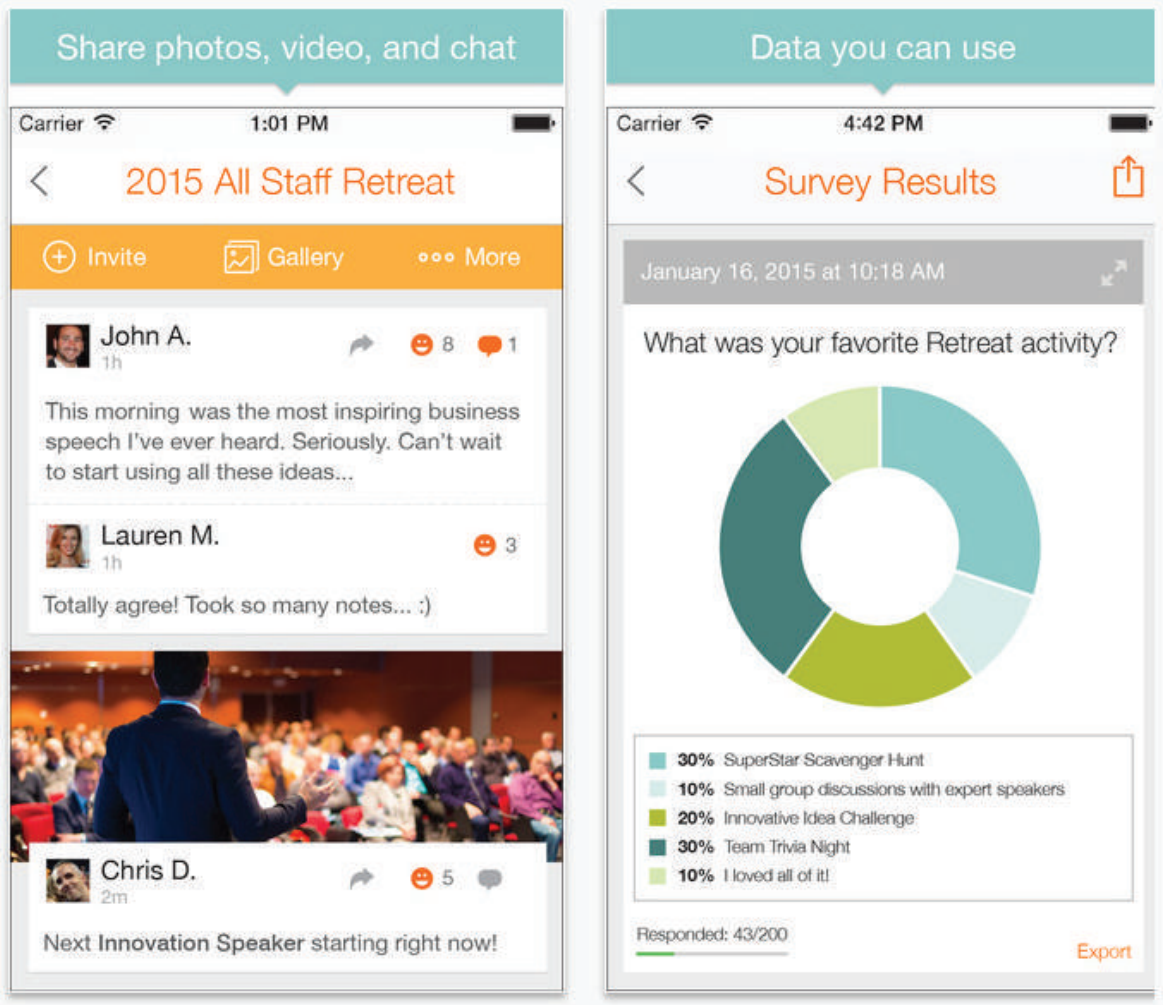 Share photos, video, and chat
Carrier 1:01 PM
2015 All Staff Retreat
Invite Gallery More
John A.
8 1
1h
This morning was the most inspiring business
speech I've ever heard. Seriously. Can't wait
to start using all these ideas...
Lauren M.
3
1h
Totally agree! Took so many notes... :)
Chris D.
5
2m
Next Innovation Speaker starting right now!
Data you can use
Carrier 4:42 PM
Survey Results
January 16, 2015 at 10:18 AM
What was your favorite Retreat activity?
30% SuperStar Scavenger Hunt
10% Small group discussions with expert speakers
20% Innovative Idea Challenge
30% Team Trivia Night
10% I loved all of it!
Responded: 43/200
Export